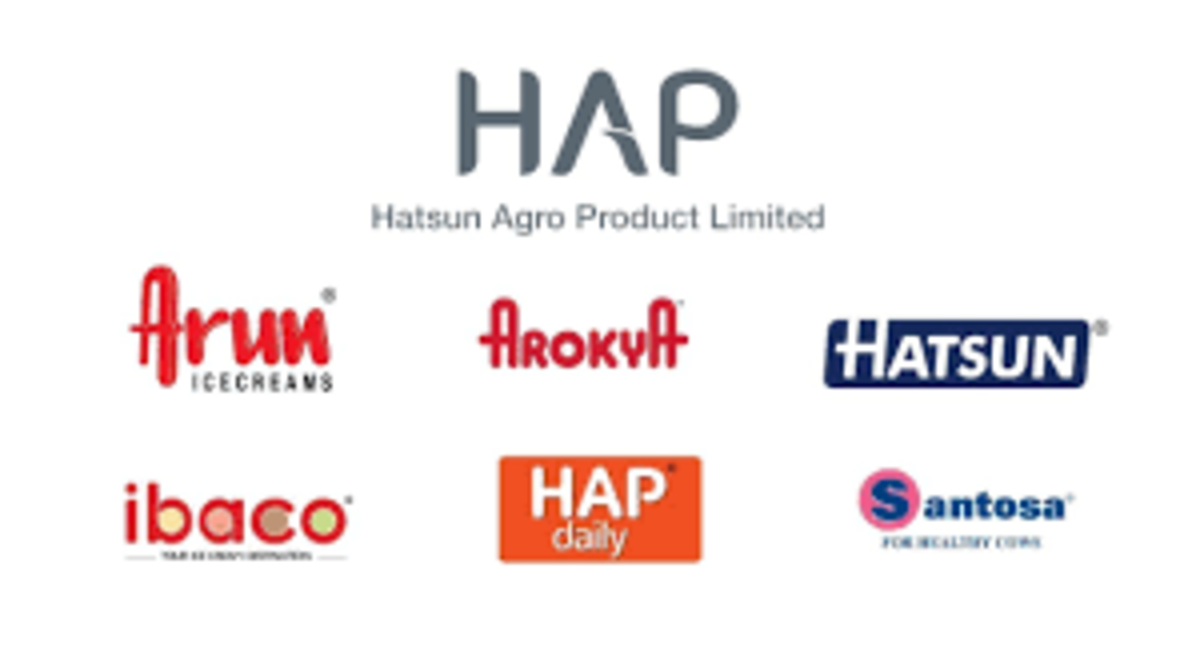 HAP
Hatsun Agro Product Limited
Arun®
ICECREAMS
AROKYA
HATSUN®
ibaco
HAP
daily
Santosa
FOR HEALTHY COWS